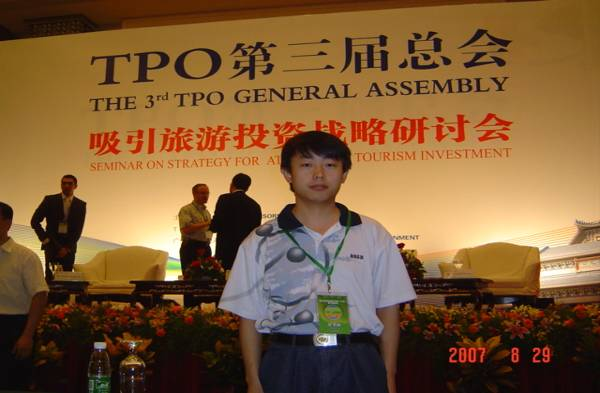 TPO第三届总会
THE 3rd TPO GENERAL ASSEMBLY
吸引旅游投资战略研讨会
SEMINAR ON STRATEGY FOR TOURISM INVESTMENT
2007 8 29